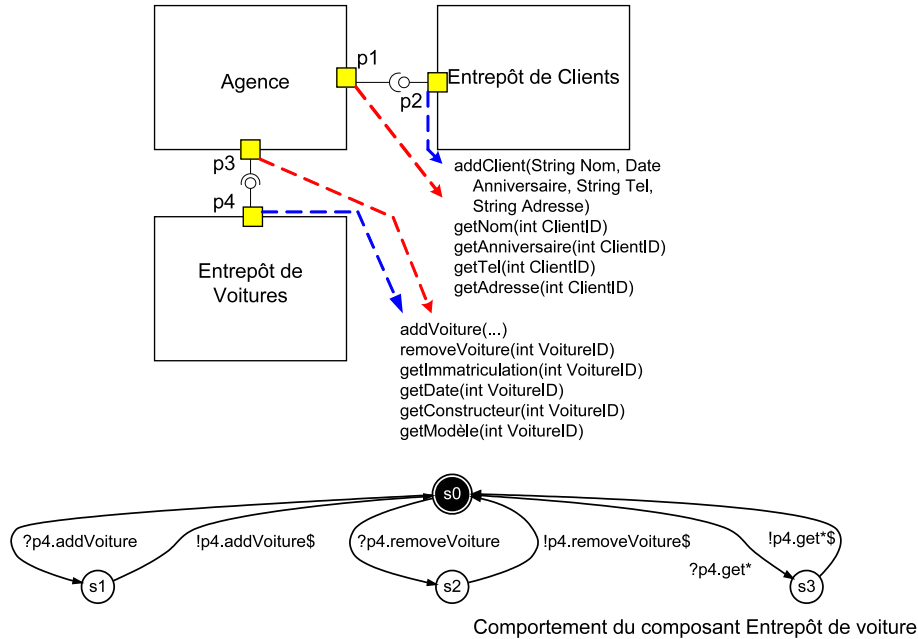 p1
Agence
Entrepôt de Clients
p2
p3
p4
addClient(String Nom, Date
Anniversaire, String Tel,
String Adresse)
getNom(int ClientID)
getAnniversaire(int ClientID)
getTel(int ClientID)
getAdresse(int ClientID)
Entrepôt de
Voitures
addVoiture(...)
removeVoiture(int VoitureID)
getImmatriculation(int VoitureID)
getDate(int VoitureID)
getConstructeur(int VoitureID)
getModèle(int VoitureID)
s0
?p4.addVoiture
!p4.addVoiture$
?p4.removeVoiture
!p4.removeVoiture$
!p4.get*$
?p4.get*
s1
s2
s3
Comportement du composant Entrepôt de voiture